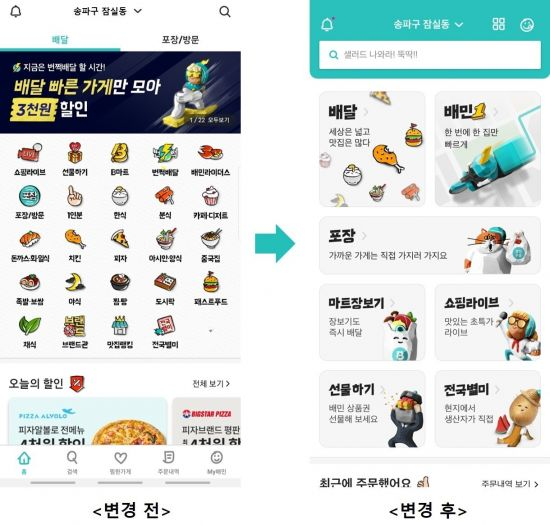 송파구 잠실동
배달 포장/방문
지금은 번쩍배달 할 시간!
배달 빠른 가게만 모아
3천원 할인
1/22 모두보기
LIVE
쇼핑라이브 선물하기 B마트 번쩍배달 배민라이더스
포장
포장/방문 1인분 한식 분식 카페·디저트
돈까스·회·일식 치킨 피자 아시안·양식 중국집
족발·보쌈 야식 찜·탕 도시락 패스트푸드
브랜드
채식 브랜드관 맛집랭킹 전국별미
오늘의 할인 전체 보기
PIZZA ALVOLO
피자알볼로 전메뉴
4천원 할인
BIGSTAR PIZZA
피자브랜드 평판
홈 검색 찜한가게 주문내역 My배민
<변경 전>
송파구 잠실동
샐러드 나와라! 뚝딱!!
배달
세상은 넓고
맛집은 많다
배민1
한 번에 한 집만
빠르게
포장
가까운 가게는 직접 가지러 가지요
마트장보기
장보기도
즉시 배달
쇼핑라이브
맛있는 초특가
라이브
선물하기
배민 상품권
선물해 보세요
전국별미
현지에서
생산자가 직접
최근에 주문했어요 주문내역 보기
<변경 후>